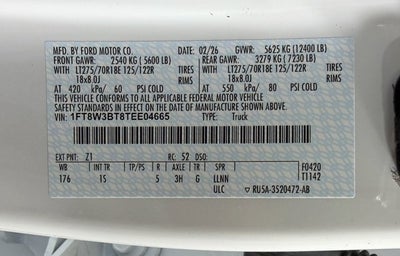 MFD. BY FORD MOTOR CO. 02/26 GVWR: 5625 KG (12400 LB)
FRONT GAWR: 2540 KG (5600 LB) REAR GAWR: 3279 KG (7230 LB)
LT275/70R18E 125/122R TIRES WITH LT275/70R18E 125/122R
18x8.0J RIMS 18x8.0J
AT 420 kPa/ 60 PSI COLD AT 550 kPa/ 80 PSI COLD
THIS VEHICLE CONFORMS TO ALL APPLICABLE FEDERAL MOTOR VEHICLE SAFETY STANDARDS IN EFFECT ON THE DATE OF MANUFACTURE SHOWN ABOVE.
VIN: 1FT8W3BT8TEE04665 TYPE: Truck
EXT PNT: Z1 RC: 52 DSO:
WB INT TR TP/PS R AXLE TR SPR F0420
176 1S 5 3H G LLN T1142
ULC RU5A-3520472-AB